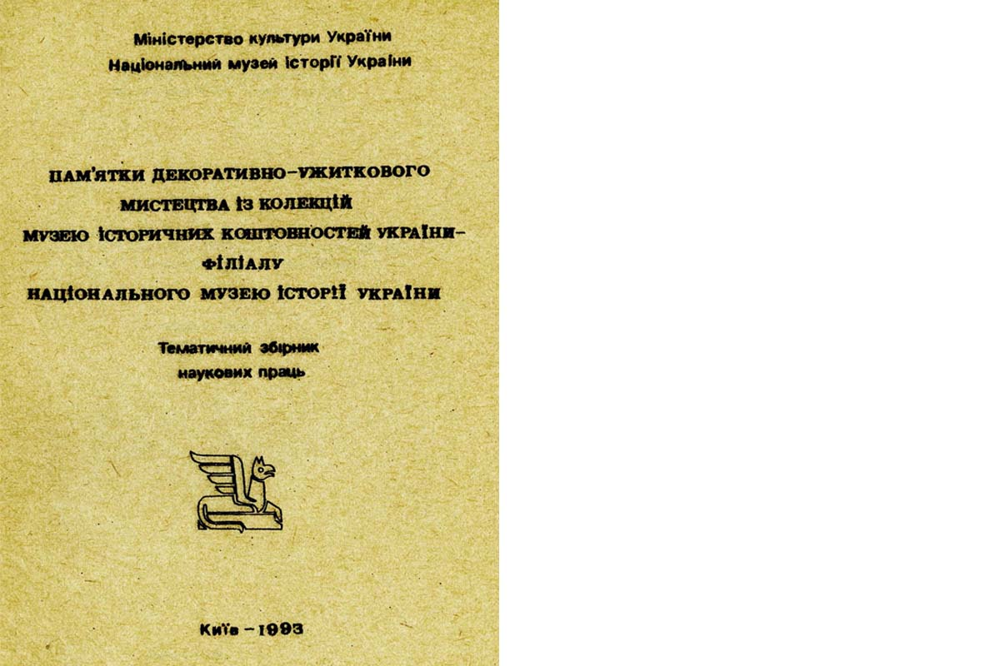 Міністерство культури України
Національний музей історії України
ПАМ'ЯТКИ ДЕКОРАТИВНО-УЖИТКОВОГО
МИСТЕЦТВА ІЗ КОЛЕКЦІЙ
МУЗЕЮ ІСТОРИЧНИХ КОШТОВНОСТЕЙ УКРАЇНИ-
ФІЛІАЛУ
НАЦІОНАЛЬНОГО МУЗЕЮ ІСТОРІЇ УКРАЇНИ
Тематичний збірник
наукових праць
Київ - 1993